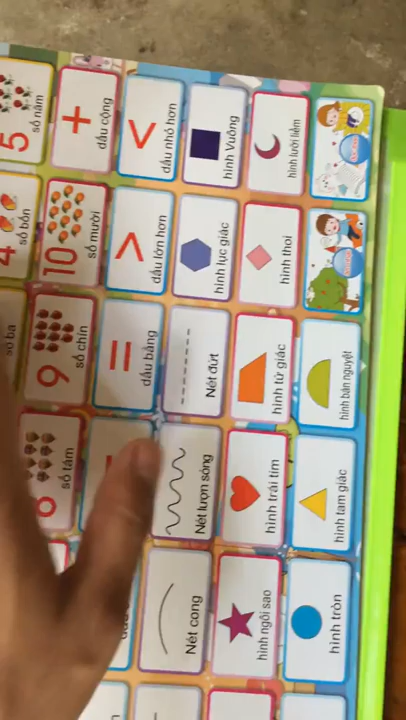 số ba
4
số bốn
5
số năm
số tám
9
số chín
10
số mười
+
dấu cộng
=
dấu bằng
>
dấu lớn hơn
<
dấu nhỏ hơn
Nét cong
Nét lượn sóng
Nét đứt
hình lục giác
hình Vuông
hình ngôi sao
hình trái tim
hình tứ giác
hình thoi
hình lưỡi liềm
hình tròn
hình tam giác
hình bán nguyệt